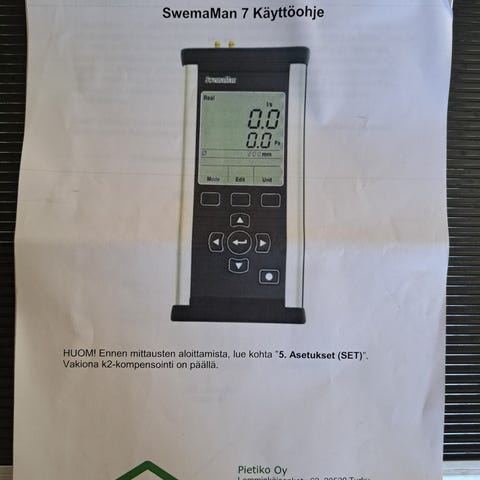 SwemaMan 7 Käyttöohje
SwemaMan
Real
l/s
0.0
0.0 Pa
mm
Mode Edit Unit
HUOM! Ennen mittausten aloittamista, lue kohta "5. Asetukset (SET)".
Vakiona k2-kompensointi on päällä.
Pietiko Oy